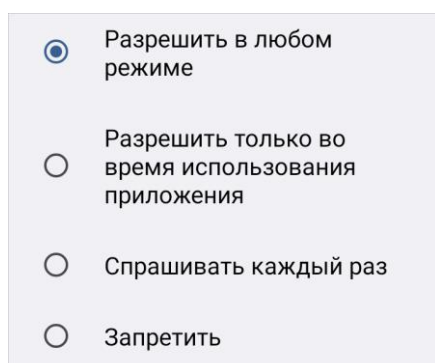 Разрешить в любом
режиме
Разрешить только во
время использования
приложения
Спрашивать каждый раз
Запретить